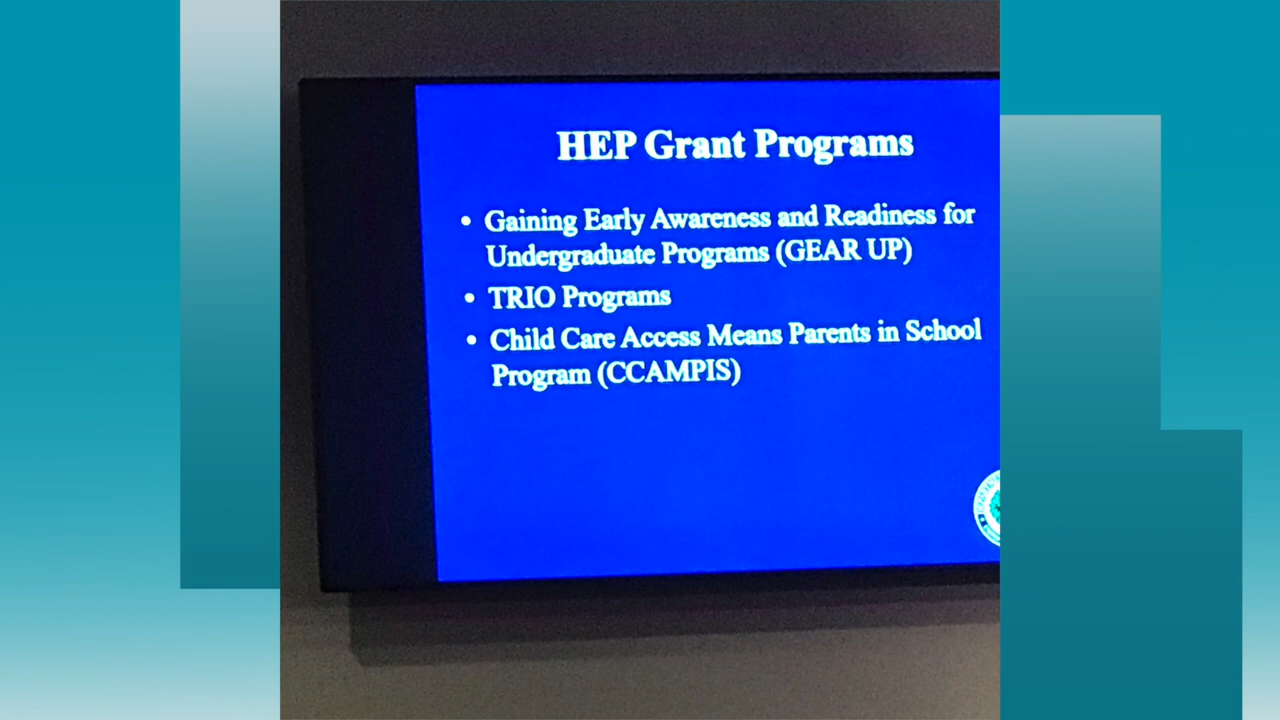 HEP Grant Programs
• Gaining Early Awareness and Readiness for
Undergraduate Programs (GEAR UP)
• TRIO Programs
• Child Care Access Means Parents in School
Program (CCAMPIS)